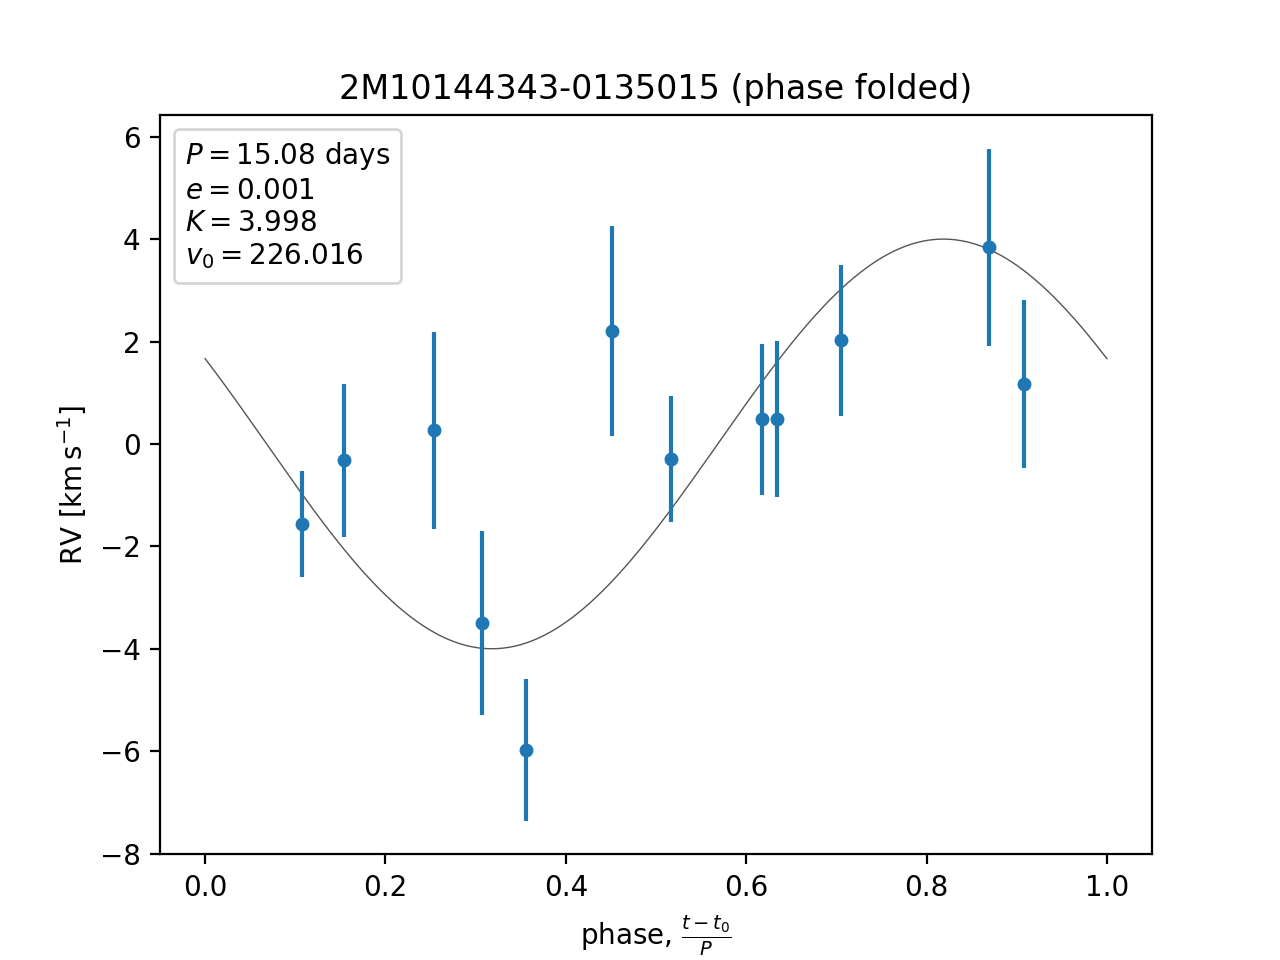 2M10144343-0135015 (phase folded)
P = 15.08 days
e = 0.001
K = 3.998
v₀ = 226.016
6
4
2
0
−2
−4
−6
−8
RV [km s⁻¹]
0.0 0.2 0.4 0.6 0.8 1.0
phase, (t − t₀)/P